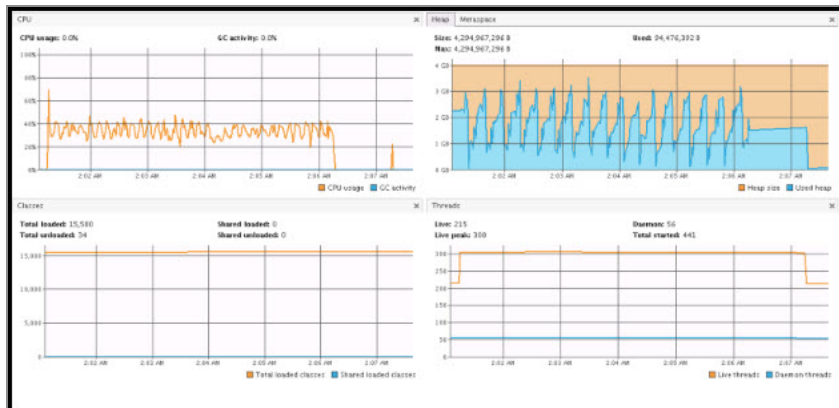 CPU
CPU usage: 0.0%
GC activity: 0.0%
100%
80%
60%
40%
20%
0%
2:02 AM 2:03 AM 2:04 AM 2:05 AM 2:06 AM 2:07 AM
CPU usage GC activity
Heap Metaspace
Size: 4,294,967,296 B
Used: 94,476,392 B
Max: 4,294,967,296 B
4 GB
3 GB
2 GB
1 GB
0 GB
2:02 AM 2:03 AM 2:04 AM 2:05 AM 2:06 AM 2:07 AM
Heap size Used heap
Classes
Total loaded: 15,580
Shared loaded: 0
Total unloaded: 34
Shared unloaded: 0
15,000
10,000
5,000
0
2:02 AM 2:03 AM 2:04 AM 2:05 AM 2:06 AM 2:07 AM
Total loaded classes Shared loaded classes
Threads
Live: 215
Daemon: 56
Live peak: 308
Total started: 441
300
250
200
150
100
50
0
2:02 AM 2:03 AM 2:04 AM 2:05 AM 2:06 AM 2:07 AM
Live threads Daemon threads